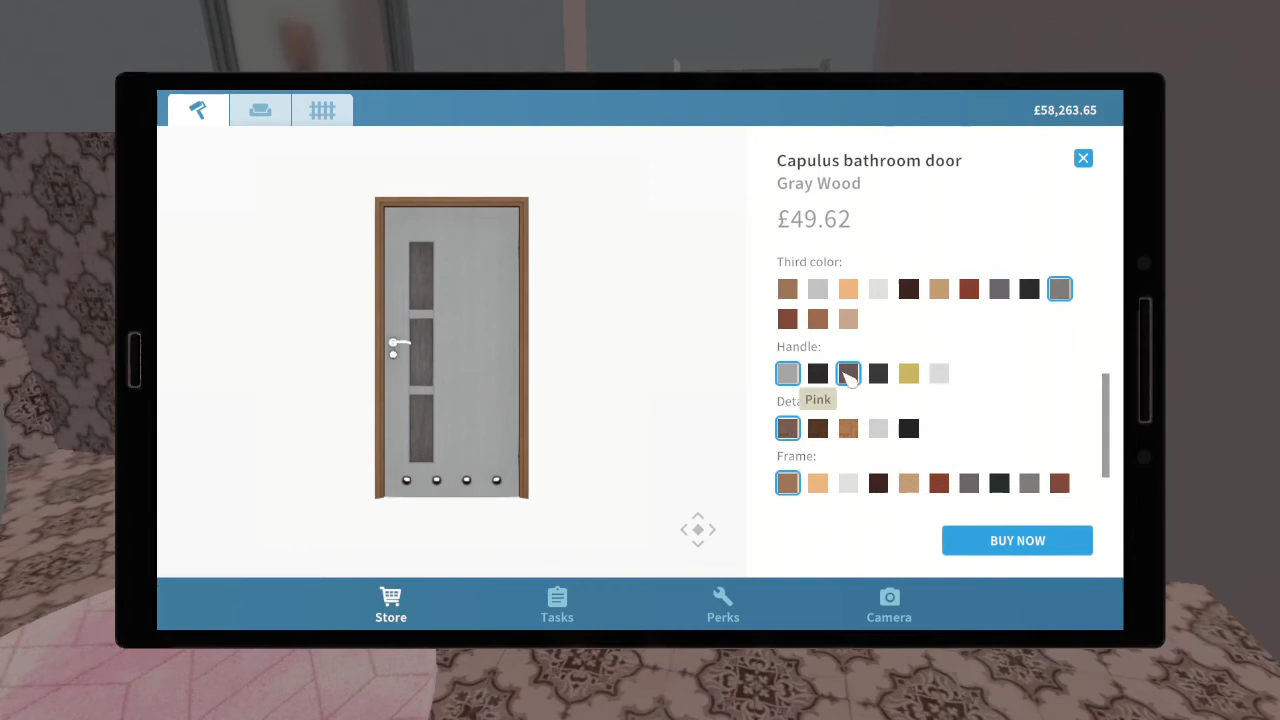 £58,263.65
Capulus bathroom door
Gray Wood
£49.62
Third color:
Handle:
Deta
Pink
Frame:
BUY NOW
Store
Tasks
Perks
Camera